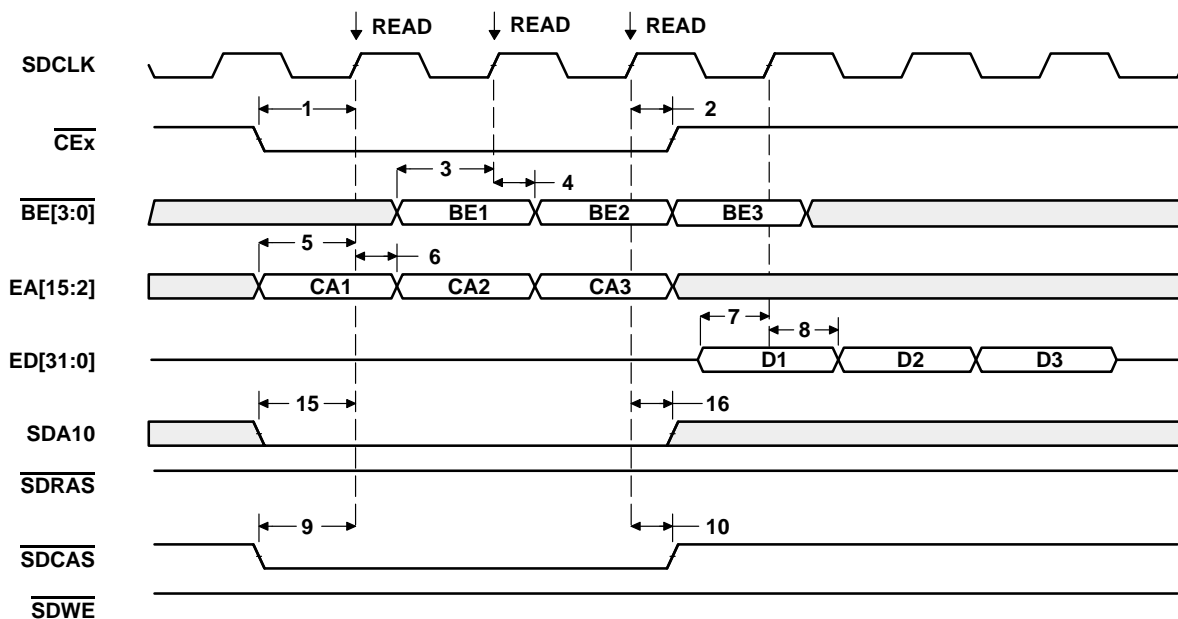 READ READ READ
SDCLK
1 2
CEx
3 4
BE[3:0] BE1 BE2 BE3
5 6
EA[15:2] CA1 CA2 CA3
7 8
ED[31:0] D1 D2 D3
15 16
SDA10
SDRAS
9 10
SDCAS
SDWE